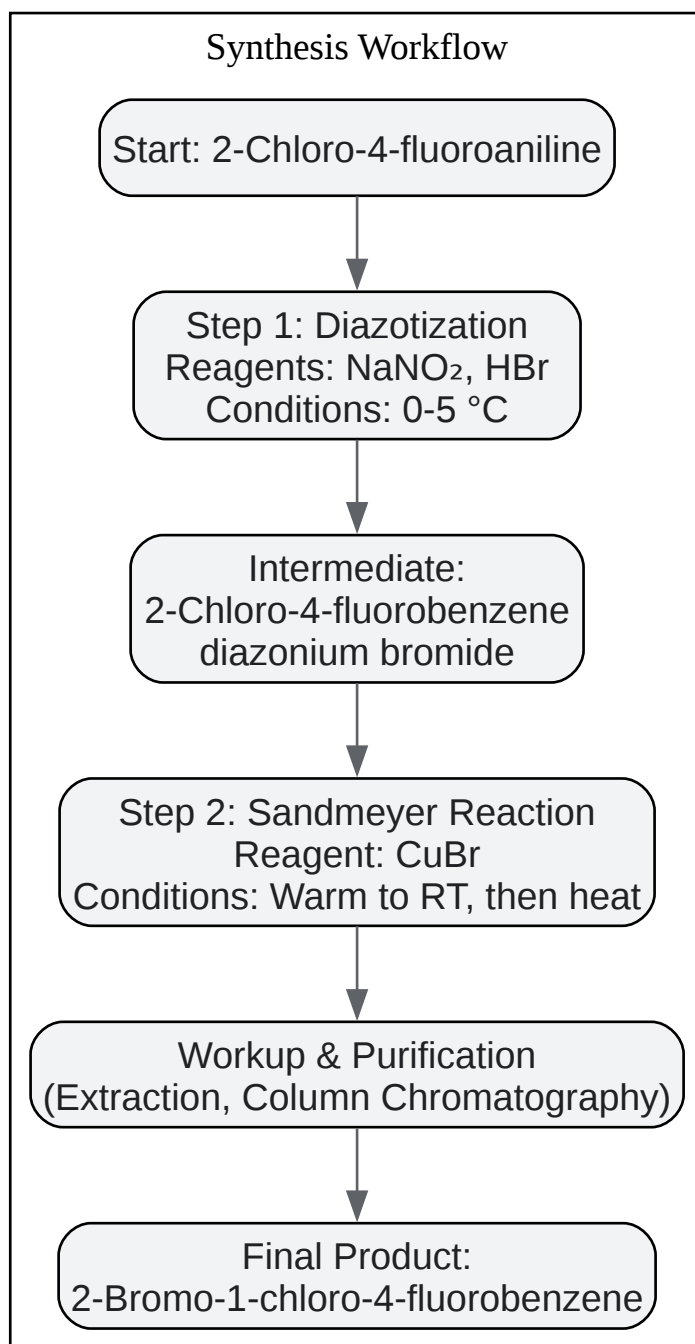 Synthesis Workflow
Start: 2-Chloro-4-fluoroaniline
Step 1: Diazotization
Reagents: NaNO₂, HBr
Conditions: 0-5 °C
Intermediate:
2-Chloro-4-fluorobenzene
diazonium bromide
Step 2: Sandmeyer Reaction
Reagent: CuBr
Conditions: Warm to RT, then heat
Workup & Purification
(Extraction, Column Chromatography)
Final Product:
2-Bromo-1-chloro-4-fluorobenzene